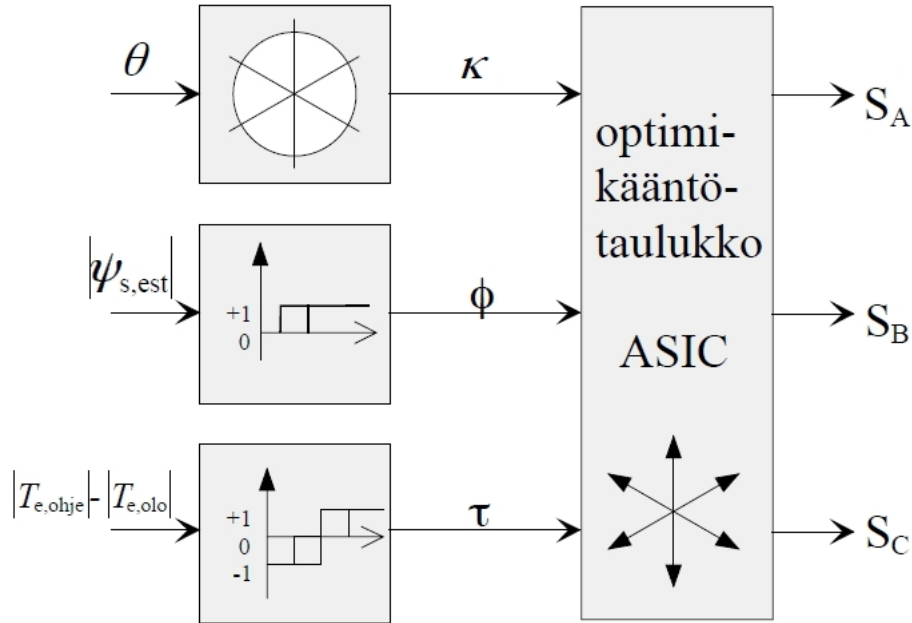 θ
κ
S_A
optimi-
kääntö-
taulukko
|ψ_s,est|
+1
0
ϕ
S_B
ASIC
|T_e,ohje|-|T_e,olo|
+1
0
-1
τ
S_C